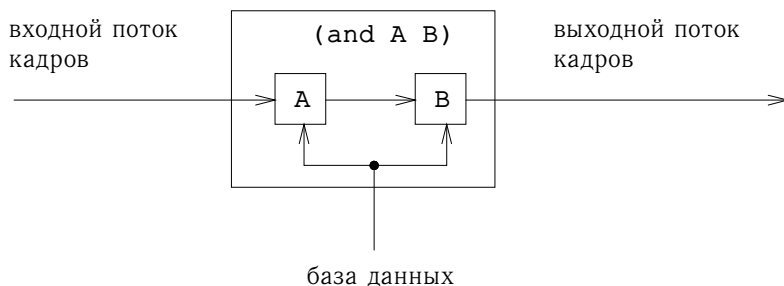 входной поток
кадров
(and A B)
выходной поток
кадров
A
B
база данных